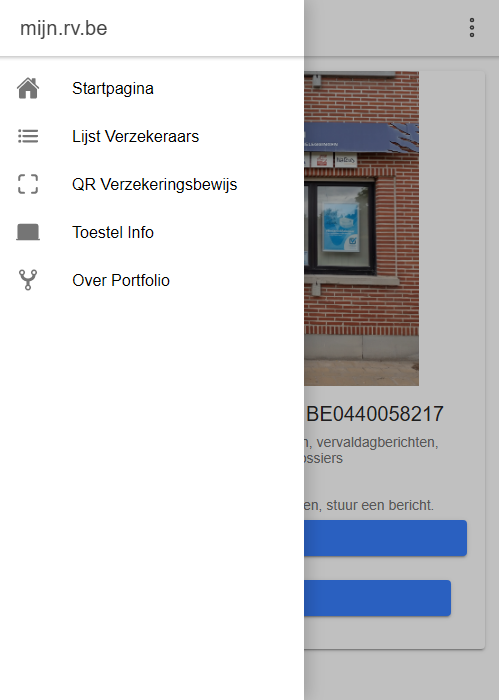 mijn.rv.be
Startpagina
Lijst Verzekeraars
QR Verzekeringsbewijs
Toestel Info
Over Portfolio
BE0440058217
n, vervaldagberichten,
ossiers
en, stuur een bericht.